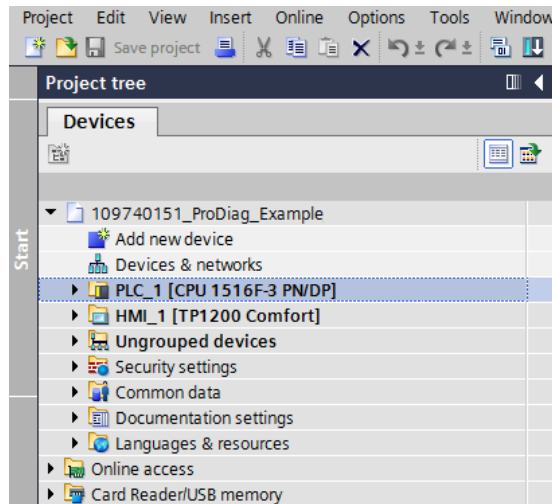 Project Edit View Insert Online Options Tools Window
Save project
Project tree
Devices
Start
109740151_ProDiag_Example
Add new device
Devices & networks
PLC_1 [CPU 1516F-3 PN/DP]
HMI_1 [TP1200 Comfort]
Ungrouped devices
Security settings
Common data
Documentation settings
Languages & resources
Online access
Card Reader/USB memory